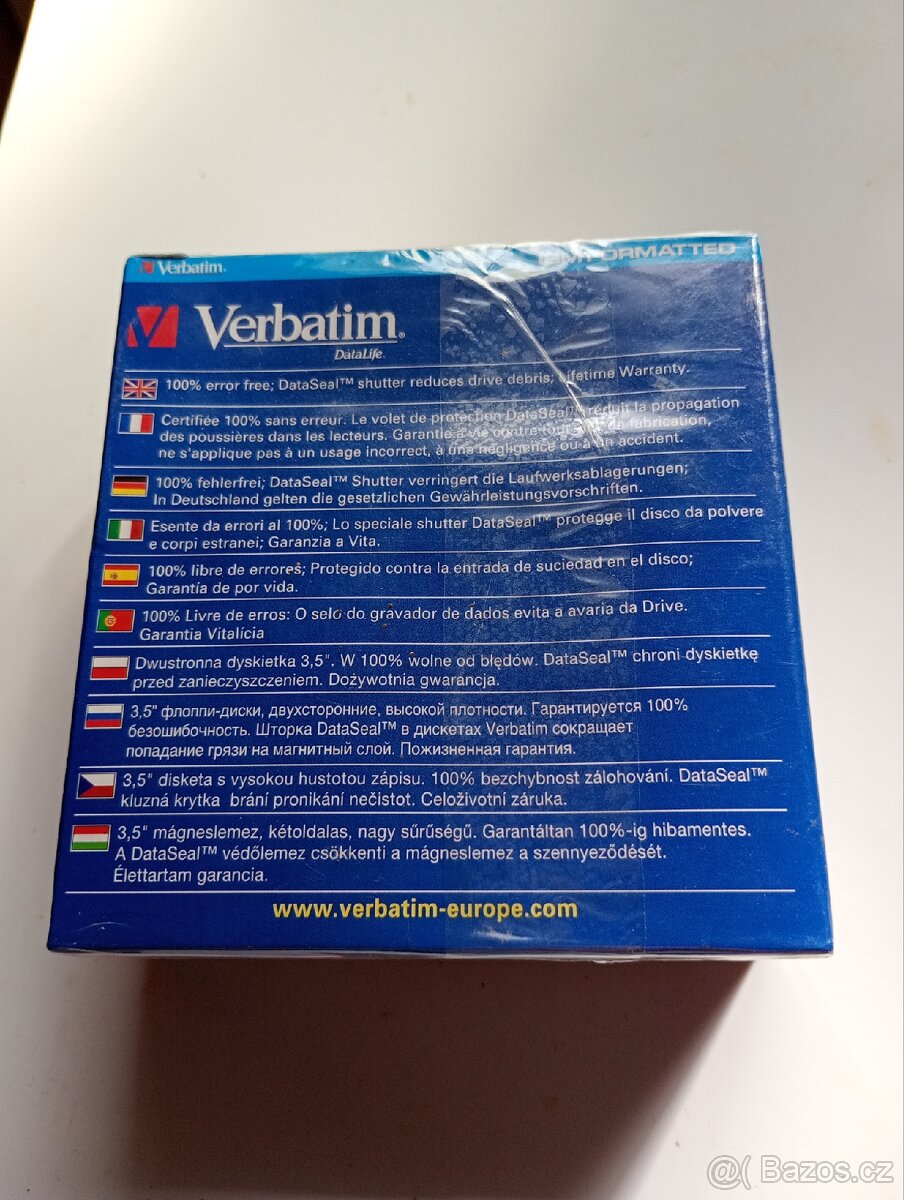 Verbatim.
FORMATTED
Verbatim®
DataLife
100% error free; DataSeal™ shutter reduces drive debris; Lifetime Warranty.
Certifiée 100% sans erreur. Le volet de protection DataSeal™ réduit la propagation
des poussières dans les lecteurs. Garantie à vie contre tout de fabrication,
ne s'applique pas à un usage incorrect, à une négligence ou à un accident.
100% fehlerfrei; DataSeal™ Shutter verringert die Laufwerksablagerungen;
In Deutschland gelten die gesetzlichen Gewährleistungsvorschriften.
Esente da errori al 100%; Lo speciale shutter DataSeal™ protegge il disco da polvere
e corpi estranei; Garanzia a Vita.
100% libre de errores; Protegido contra la entrada de suciedad en el disco;
Garantía de por vida.
100% Livre de erros: O selo do gravador de dados evita a avaria da Drive.
Garantia Vitalícia
Dwustronna dyskietka 3,5". W 100% wolne od błędów. DataSeal™ chroni dyskietkę
przed zanieczyszczeniem. Dożywotnia gwarancja.
3,5" флоппи-диски, двухсторонние, высокой плотности. Гарантируется 100%
безошибочность. Шторка DataSeal™ в дискетах Verbatim сокращает
попадание грязи на магнитный слой. Пожизненная гарантия.
3,5" disketa s vysokou hustotou zápisu. 100% bezchybnost zálohování. DataSeal™
kluzná krytka brání pronikání nečistot. Celoživotní záruka.
3,5" mágneslemez, kétoldalas, nagy sűrűségű. Garantáltan 100%-ig hibamentes.
A DataSeal™ védőlemez csökkenti a mágneslemez a szennyeződését.
Élettartam garancia.
www.verbatim-europe.com
@( Bazos.cz